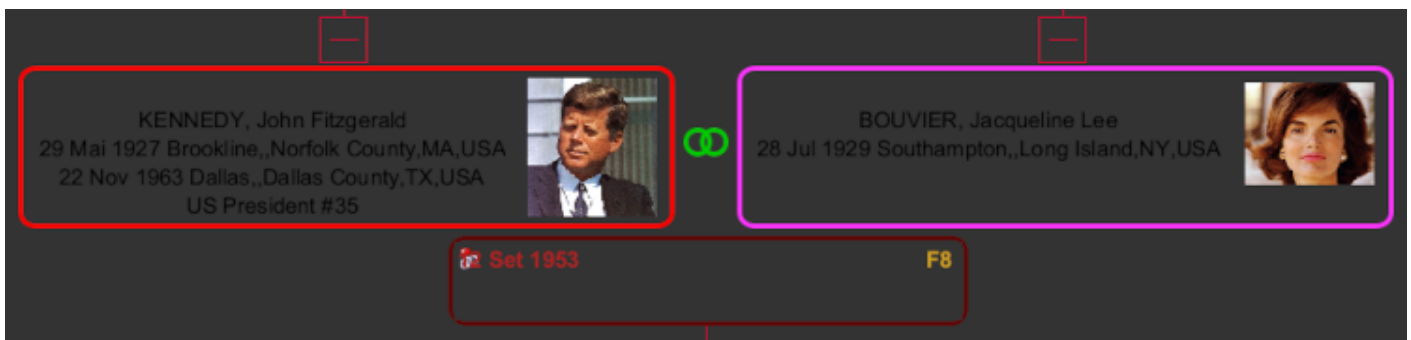 KENNEDY, John Fitzgerald
29 Mai 1927 Brookline,,Norfolk County,MA,USA
22 Nov 1963 Dallas,,Dallas County,TX,USA
US President #35
BOUVIER, Jacqueline Lee
28 Jul 1929 Southampton,,Long Island,NY,USA
Set 1953 F8